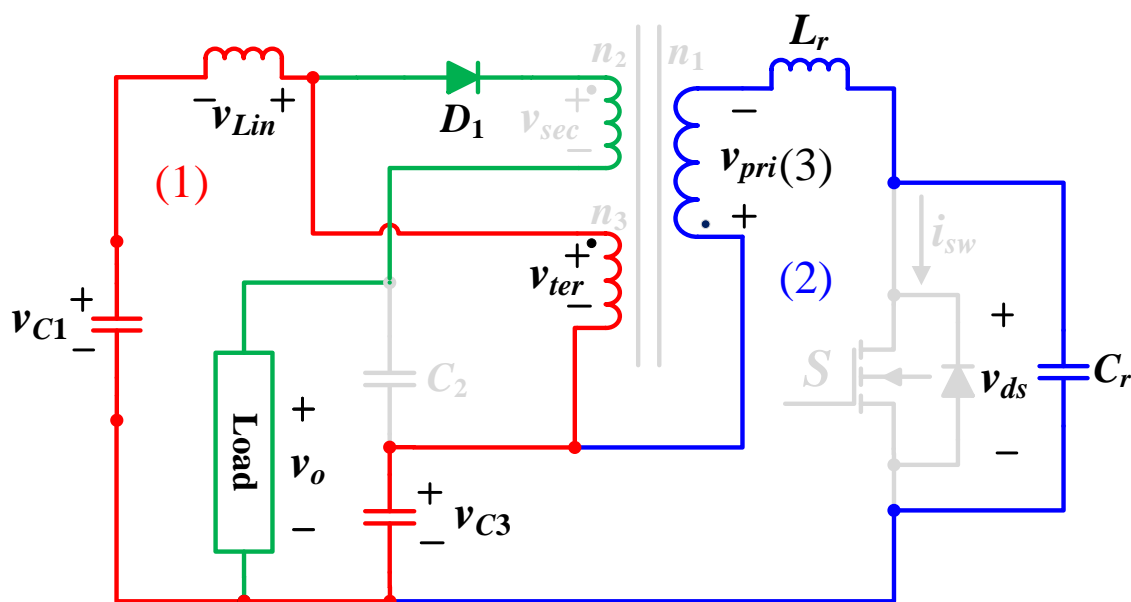 L_r
n_2
n_1
+
−
v_Lin
+
D_1
v_sec
+
−
−
v_pri
(3)
+
(1)
n_3
i_sw
v_ter
+
−
(2)
v_C1
+
−
+
v_ds
−
C_r
S
C_2
Load
+
v_o
−
+
v_C3
−